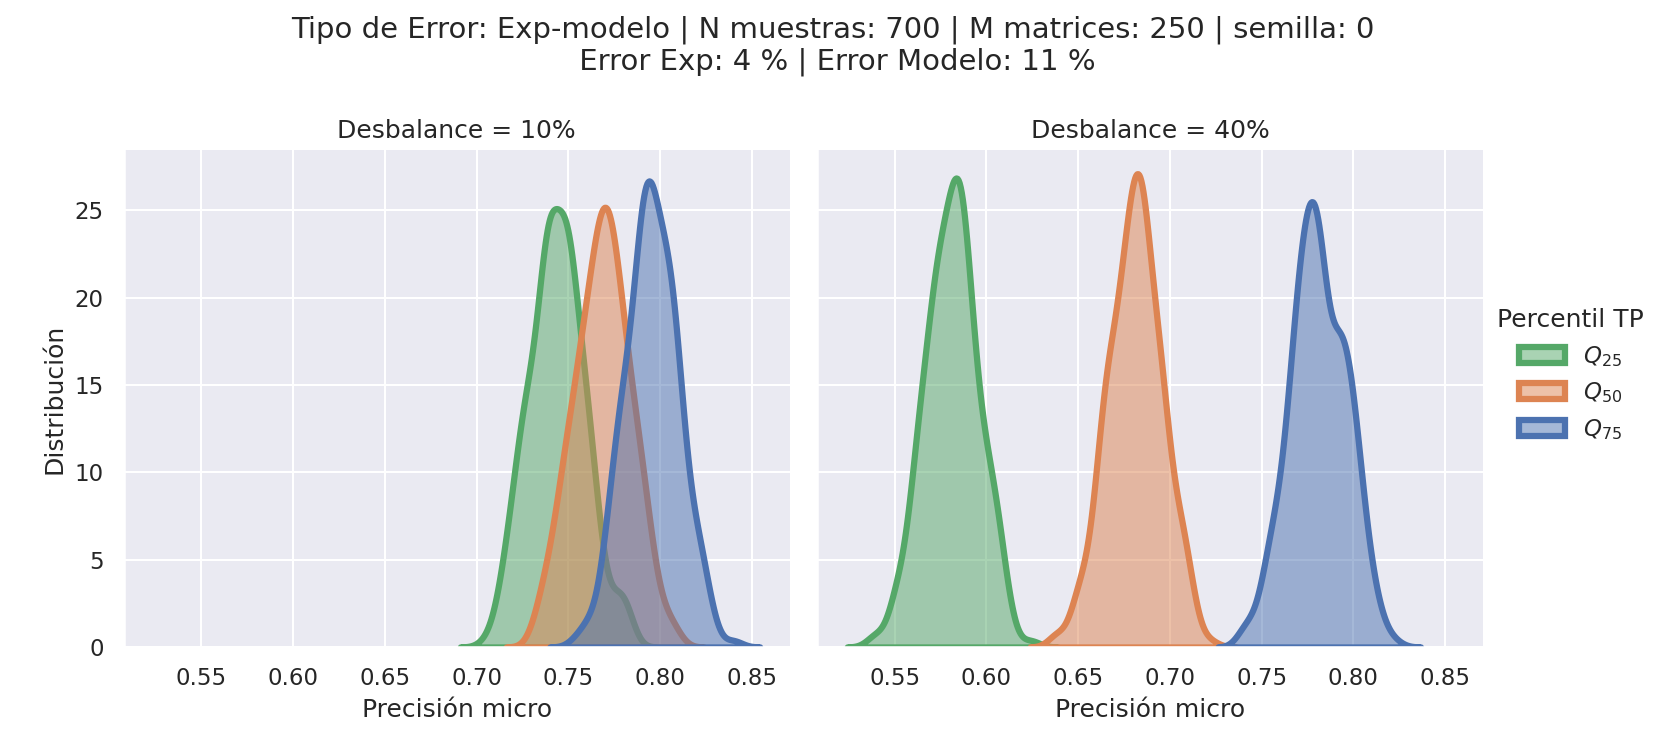 Tipo de Error: Exp-modelo | N muestras: 700 | M matrices: 250 | semilla: 0
Error Exp: 4 % | Error Modelo: 11 %
Desbalance = 10%
Desbalance = 40%
Distribución
25
20
15
10
5
0
0.55 0.60 0.65 0.70 0.75 0.80 0.85
0.55 0.60 0.65 0.70 0.75 0.80 0.85
Precisión micro
Precisión micro
Percentil TP
Q₂₅
Q₅₀
Q₇₅